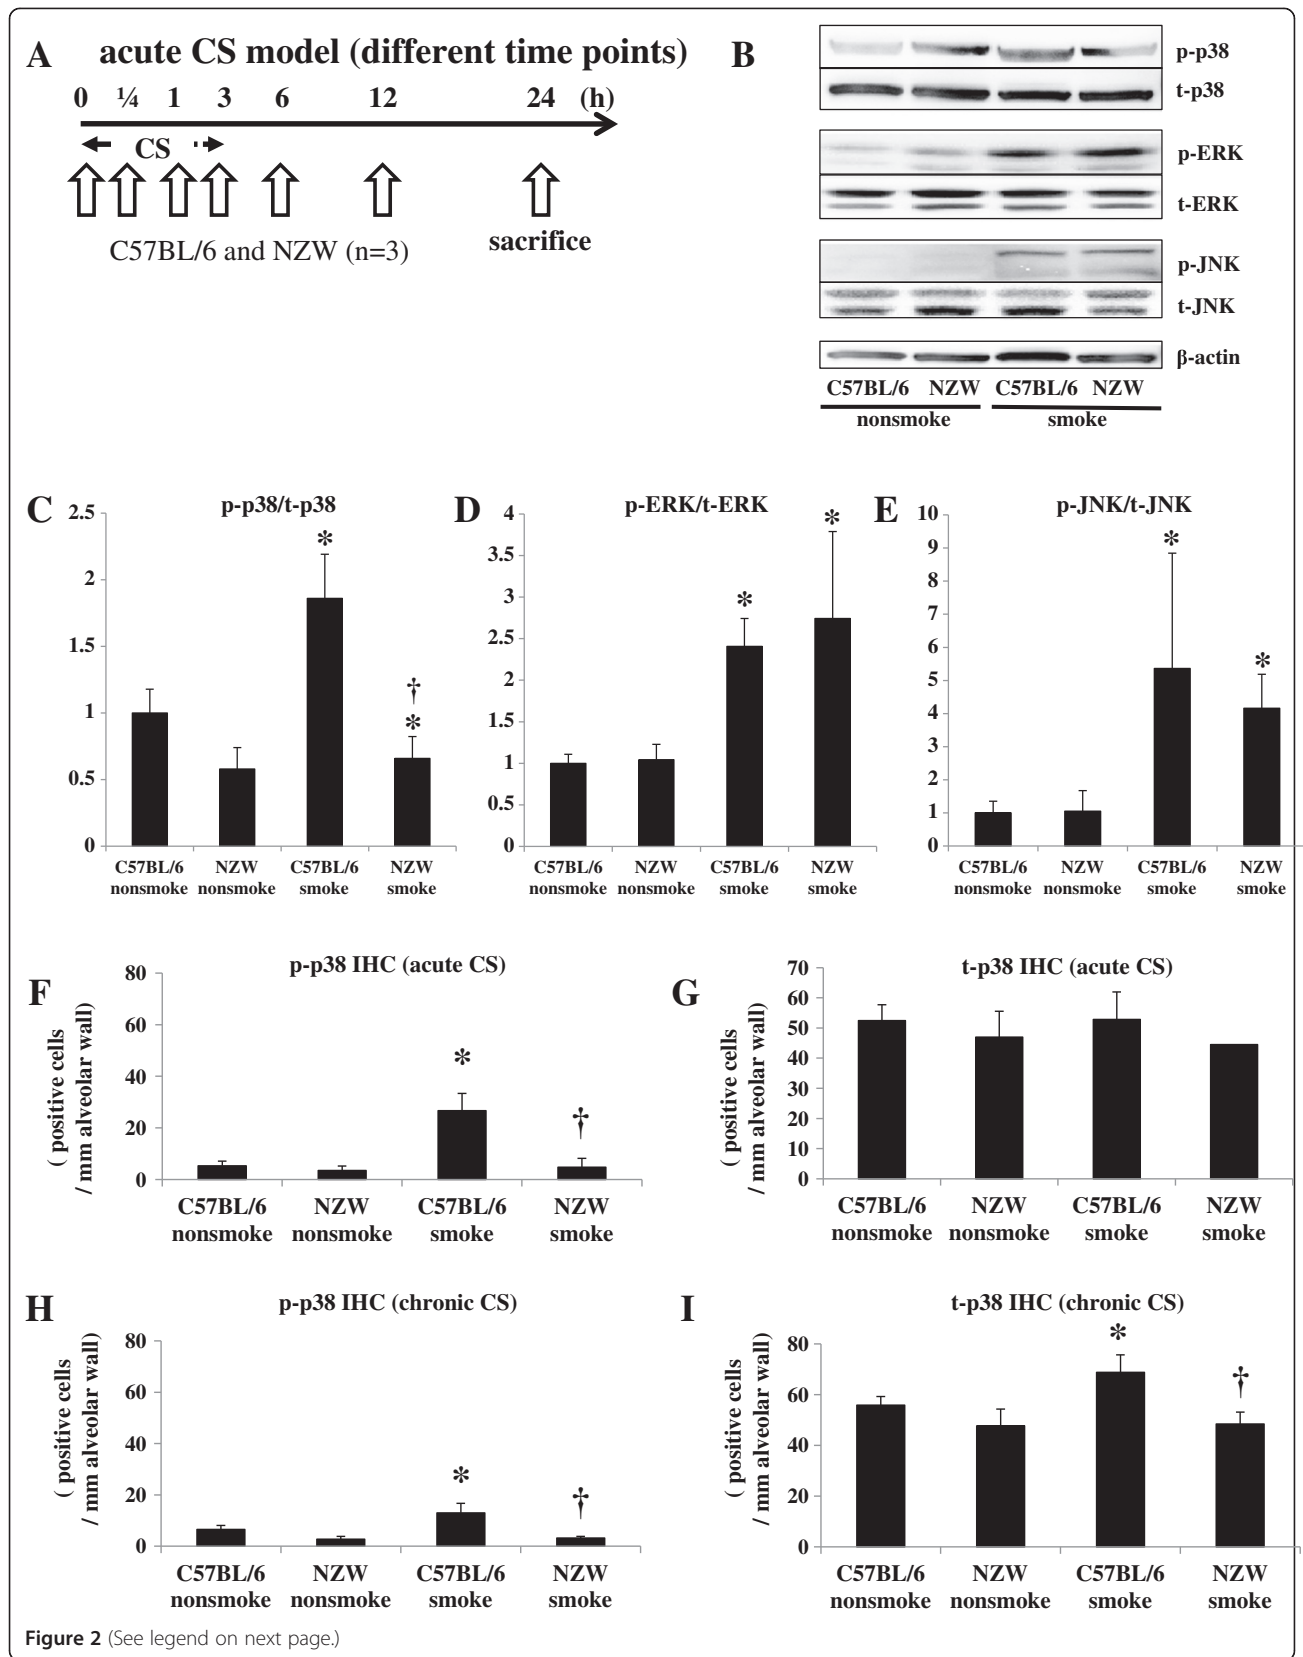 A acute CS model (different time points)
0 ¼ 1 3 6 12 24 (h)
CS
C57BL/6 and NZW (n=3)
sacrifice
B
p-p38
t-p38
p-ERK
t-ERK
p-JNK
t-JNK
β-actin
C57BL/6 NZW C57BL/6 NZW
nonsmoke smoke
C p-p38/t-p38
2.5
2
1.5
1
0.5
0
*
†
*
C57BL/6 NZW C57BL/6 NZW
nonsmoke nonsmoke smoke smoke
D p-ERK/t-ERK
4
3.5
3
2.5
2
1.5
1
0.5
0
*
*
C57BL/6 NZW C57BL/6 NZW
nonsmoke nonsmoke smoke smoke
E p-JNK/t-JNK
10
9
8
7
6
5
4
3
2
1
0
*
*
C57BL/6 NZW C57BL/6 NZW
nonsmoke nonsmoke smoke smoke
F p-p38 IHC (acute CS)
( positive cells
/ mm alveolar wall)
80
60
40
20
0
*
†
C57BL/6 NZW C57BL/6 NZW
nonsmoke nonsmoke smoke smoke
G t-p38 IHC (acute CS)
( positive cells
/ mm alveolar wall)
70
60
50
40
30
20
10
0
C57BL/6 NZW C57BL/6 NZW
nonsmoke nonsmoke smoke smoke
H p-p38 IHC (chronic CS)
( positive cells
/ mm alveolar wall)
80
60
40
20
0
*
†
C57BL/6 NZW C57BL/6 NZW
nonsmoke nonsmoke smoke smoke
I t-p38 IHC (chronic CS)
( positive cells
/ mm alveolar wall)
80
60
40
20
0
*
†
C57BL/6 NZW C57BL/6 NZW
nonsmoke nonsmoke smoke smoke
Figure 2 (See legend on next page.)